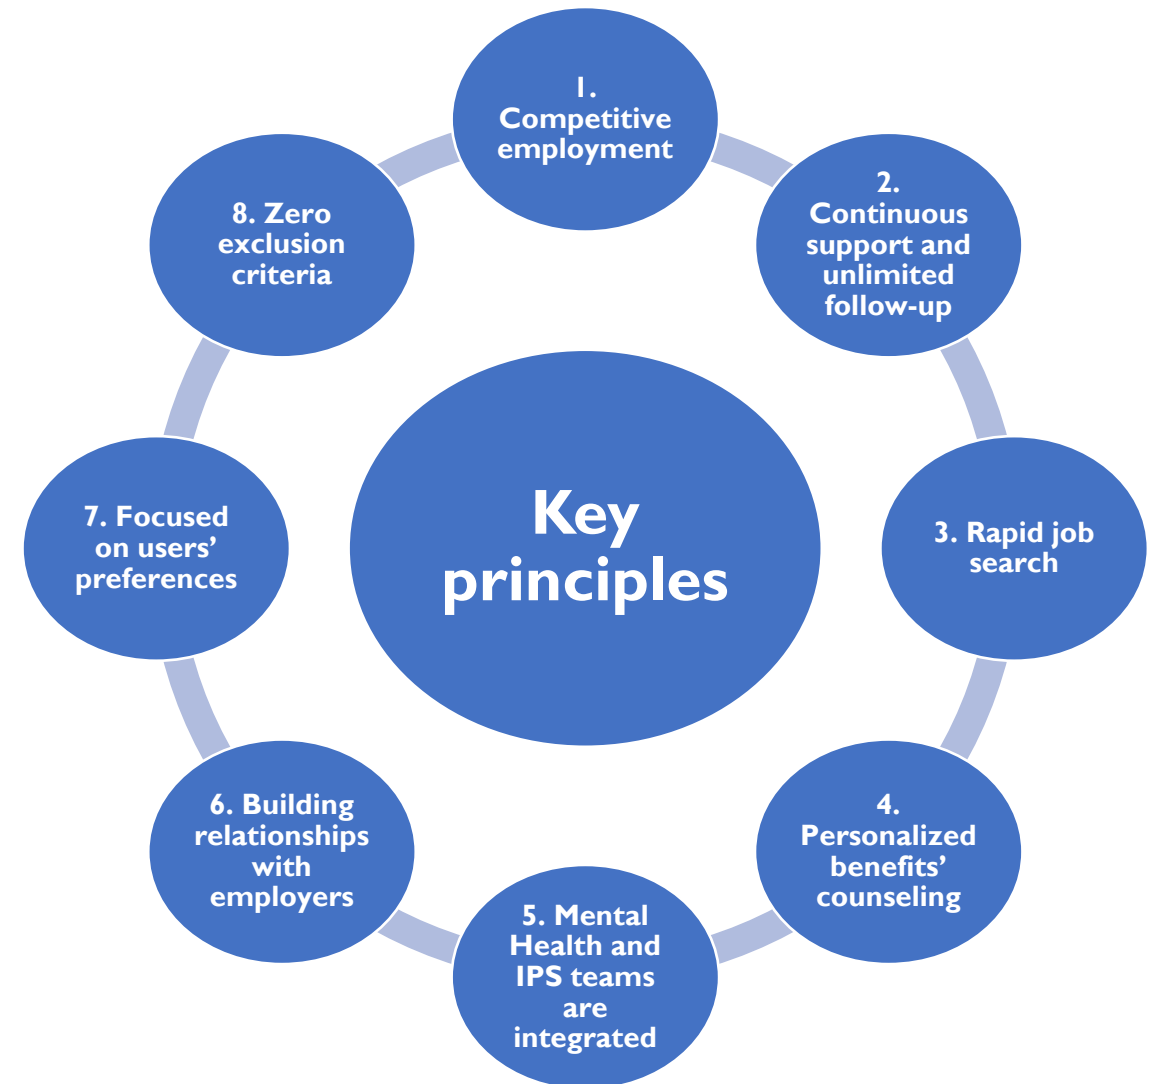 1.
Competitive
employment
2.
Continuous
support and
unlimited
follow-up
3. Rapid job
search
4.
Personalized
benefits’
counseling
5. Mental
Health and
IPS teams
are
integrated
6. Building
relationships
with
employers
7. Focused
on users’
preferences
8. Zero
exclusion
criteria
Key
principles